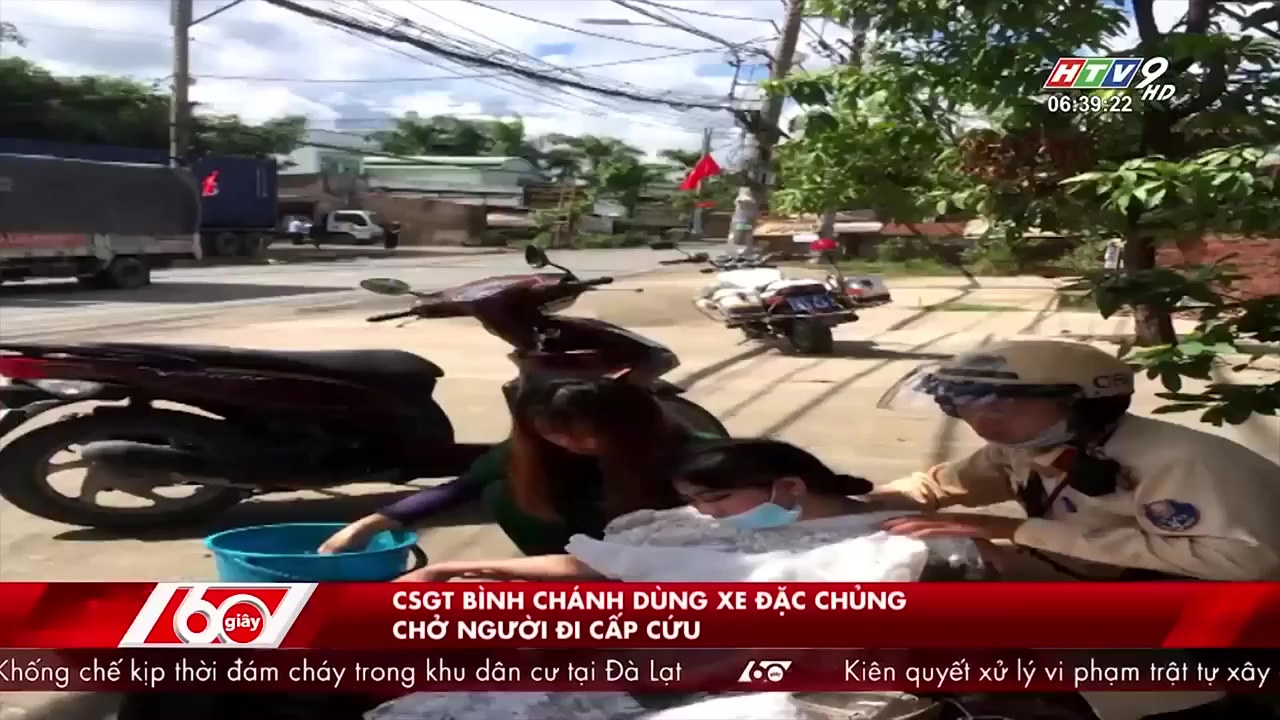 HTV9
HD
06:39:22
60
giây
CSGT BÌNH CHÁNH DÙNG XE ĐẶC CHỦNG
CHỞ NGƯỜI ĐI CẤP CỨU
Khống chế kịp thời đám cháy trong khu dân cư tại Đà Lạt
60 giây
Kiên quyết xử lý vi phạm trật tự xây